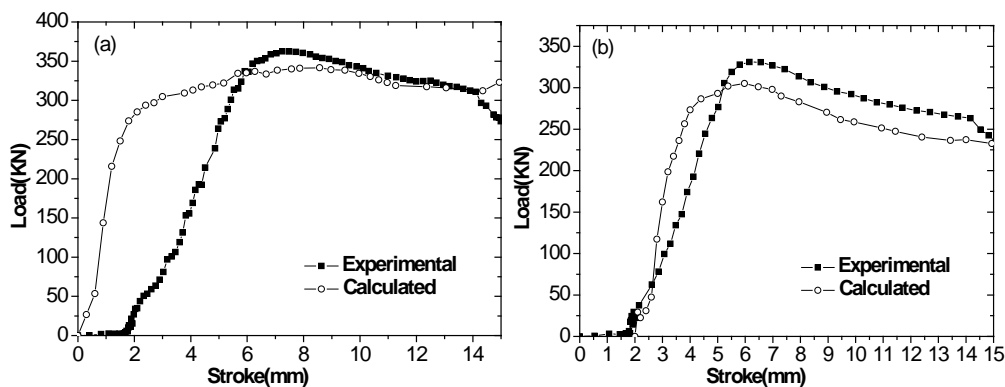 (a)
Load(KN)
400
350
300
250
200
150
100
50
0
Experimental
Calculated
0 2 4 6 8 10 12 14
Stroke(mm)
(b)
Load(KN)
350
300
250
200
150
100
50
0
Experimental
Calculated
0 1 2 3 4 5 6 7 8 9 10 11 12 13 14 15
Stroke(mm)